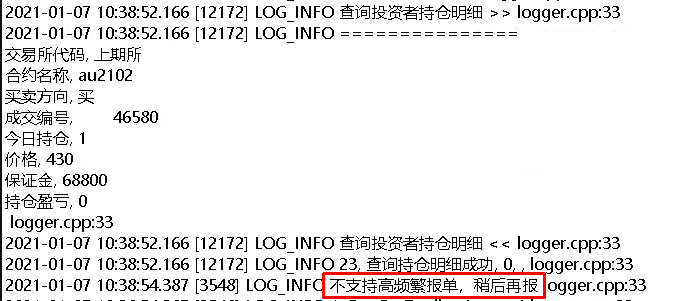 2021-01-07 10:38:52.166 [12172] LOG_INFO 查询投资者持仓明细 >> logger.cpp:33
2021-01-07 10:38:52.166 [12172] LOG_INFO ===============
交易所代码, 上期所
合约名称, au2102
买卖方向, 买
成交编号, 46580
今日持仓, 1
价格, 430
保证金, 68800
持仓盈亏, 0
logger.cpp:33
2021-01-07 10:38:52.166 [12172] LOG_INFO 查询投资者持仓明细 << logger.cpp:33
2021-01-07 10:38:52.166 [12172] LOG_INFO 23, 查询持仓明细成功, 0, , logger.cpp:33
2021-01-07 10:38:54.387 [3548] LOG_INFO 不支持高频繁报单，稍后再报 logger.cpp:33